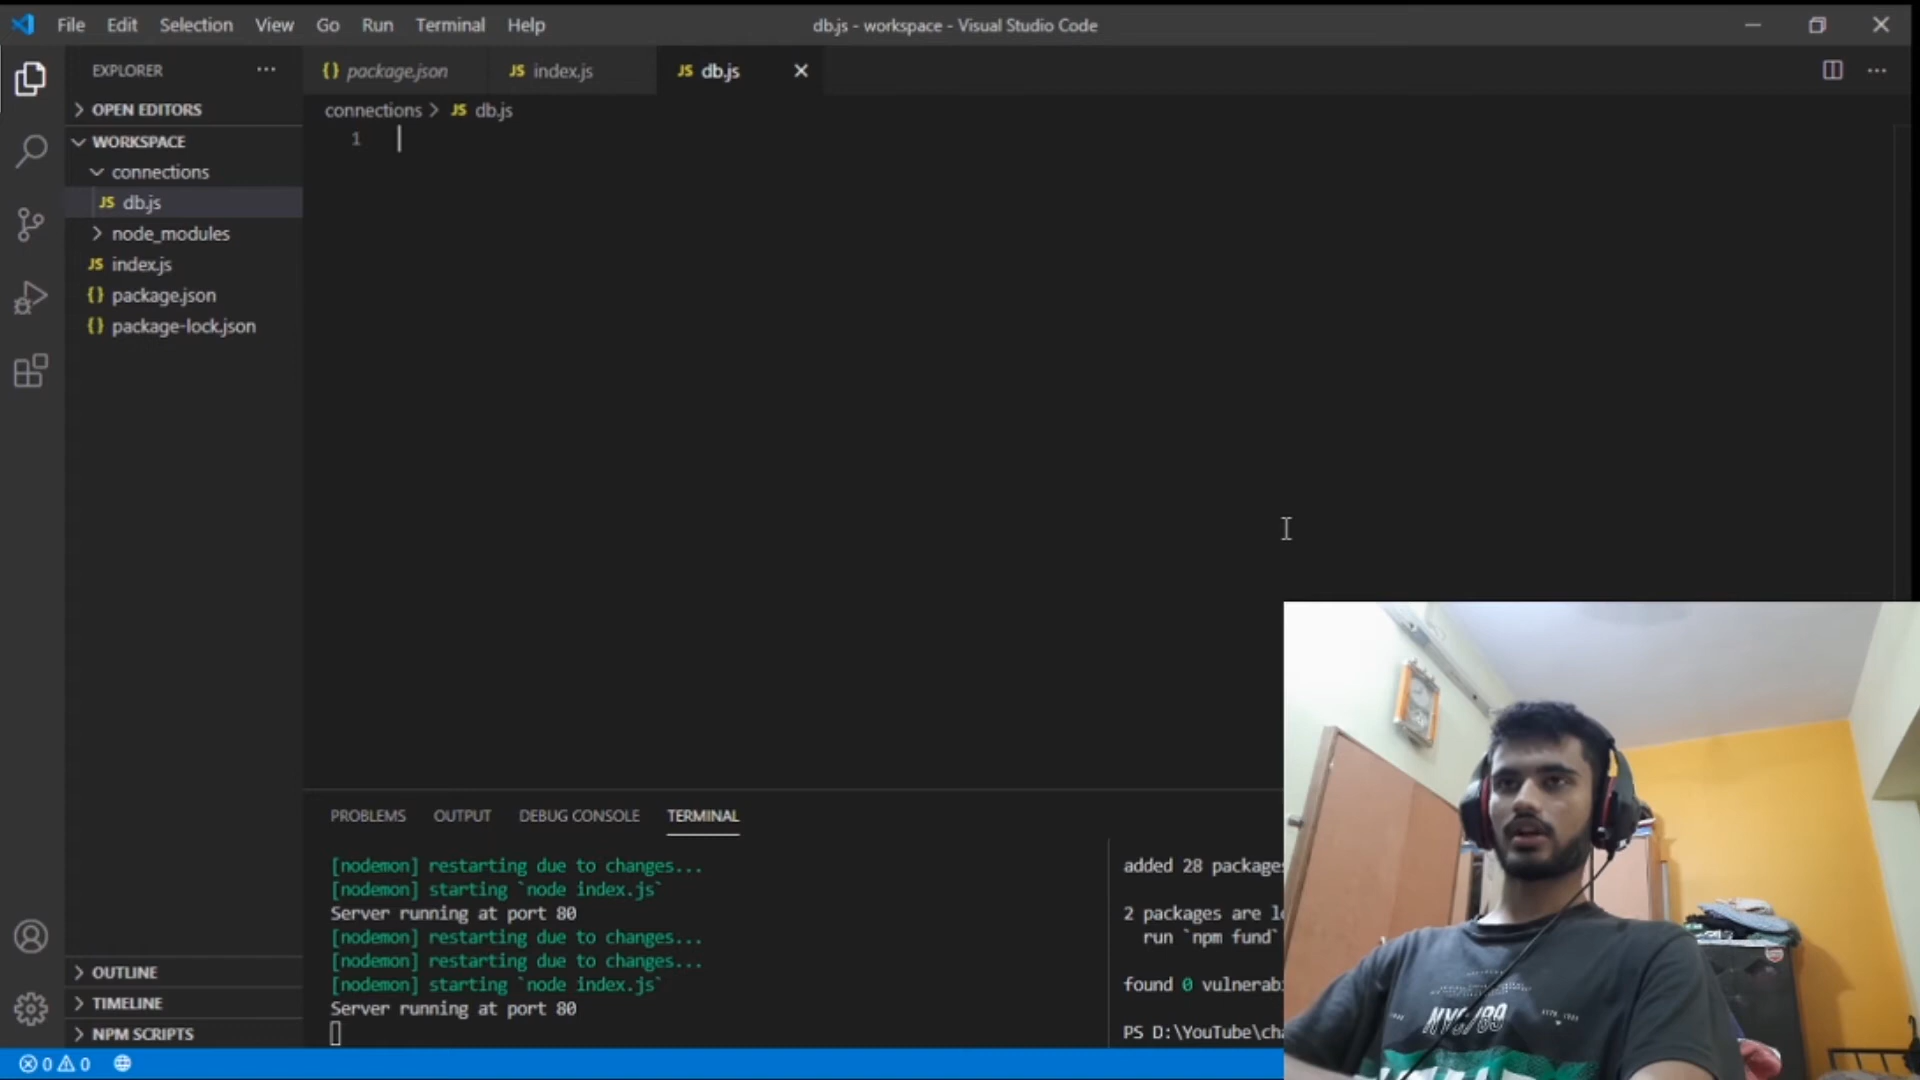 File Edit Selection View Go Run Terminal Help
db.js - workspace - Visual Studio Code
EXPLORER
{} package.json
JS index.js
JS db.js
OPEN EDITORS
connections > JS db.js
WORKSPACE
1
connections
JS db.js
node_modules
JS index.js
{} package.json
{} package-lock.json
PROBLEMS OUTPUT DEBUG CONSOLE TERMINAL
[nodemon] restarting due to changes...
[nodemon] starting `node index.js`
Server running at port 80
[nodemon] restarting due to changes...
[nodemon] restarting due to changes...
[nodemon] starting `node index.js`
Server running at port 80
added 28 packages
2 packages are
run `npm fund`
found 0
PS D:\YouTube\
OUTLINE
TIMELINE
NPM SCRIPTS
0 0
NYC/89